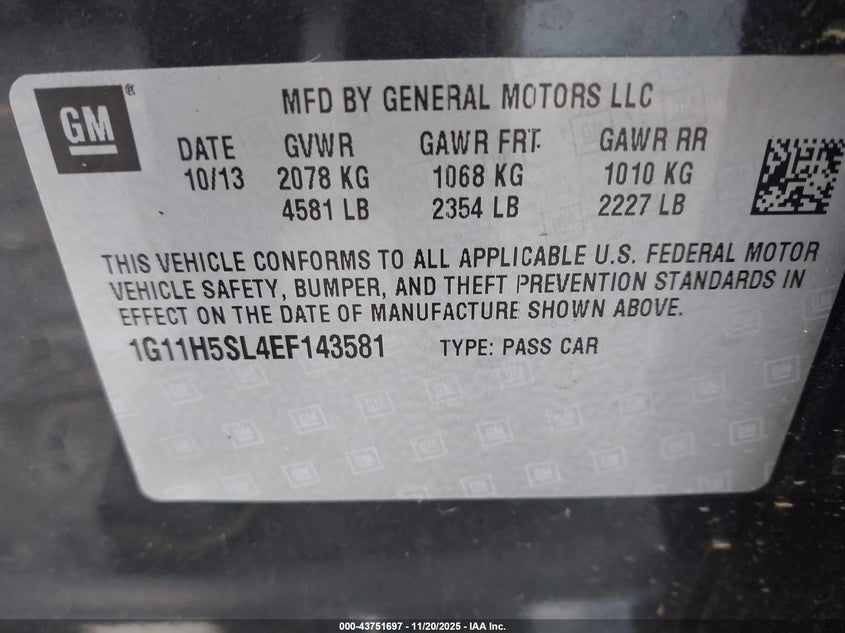 GM
MFD BY GENERAL MOTORS LLC
DATE GVWR GAWR FRT. GAWR RR
10/13 2078 KG 1068 KG 1010 KG
4581 LB 2354 LB 2227 LB
THIS VEHICLE CONFORMS TO ALL APPLICABLE U.S. FEDERAL MOTOR
VEHICLE SAFETY, BUMPER, AND THEFT PREVENTION STANDARDS IN
EFFECT ON THE DATE OF MANUFACTURE SHOWN ABOVE.
1G11H5SL4EF143581 TYPE: PASS CAR
000-43751697 - 11/20/2025 - IAA Inc.